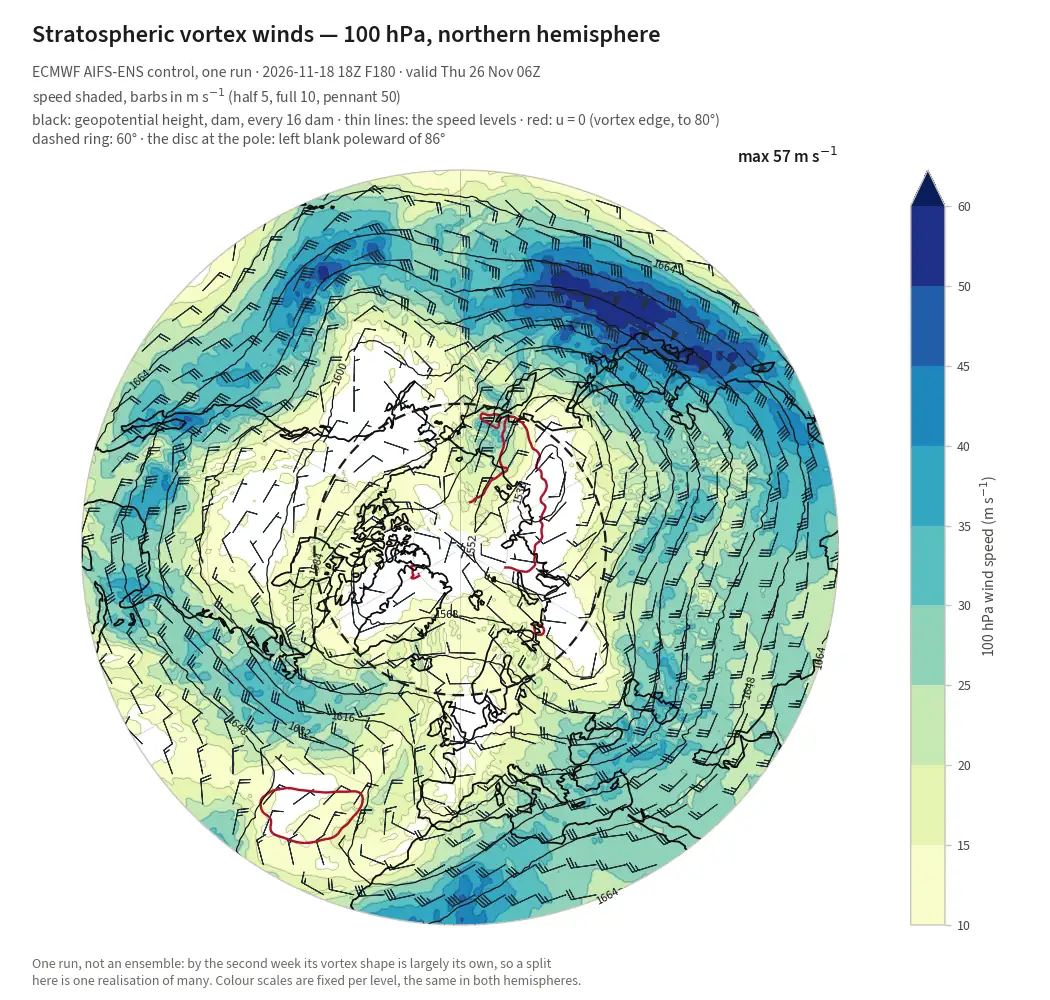 Stratospheric vortex winds — 100 hPa, northern hemisphere
ECMWF AIFS-ENS control, one run · 2026-11-18 18Z F180 · valid Thu 26 Nov 06Z
speed shaded, barbs in m s⁻¹ (half 5, full 10, pennant 50)
black: geopotential height, dam, every 16 dam · thin lines: the speed levels · red: u = 0 (vortex edge, to 80°)
dashed ring: 60° · the disc at the pole: left blank poleward of 86°
max 57 m s⁻¹
60
50
45
40
35
30
25
20
15
10
100 hPa wind speed (m s⁻¹)
1664
1664
1600
1552
1568
1616
1632
1648
1648
1664
1664
One run, not an ensemble: by the second week its vortex shape is largely its own, so a split
here is one realisation of many. Colour scales are fixed per level, the same in both hemispheres.